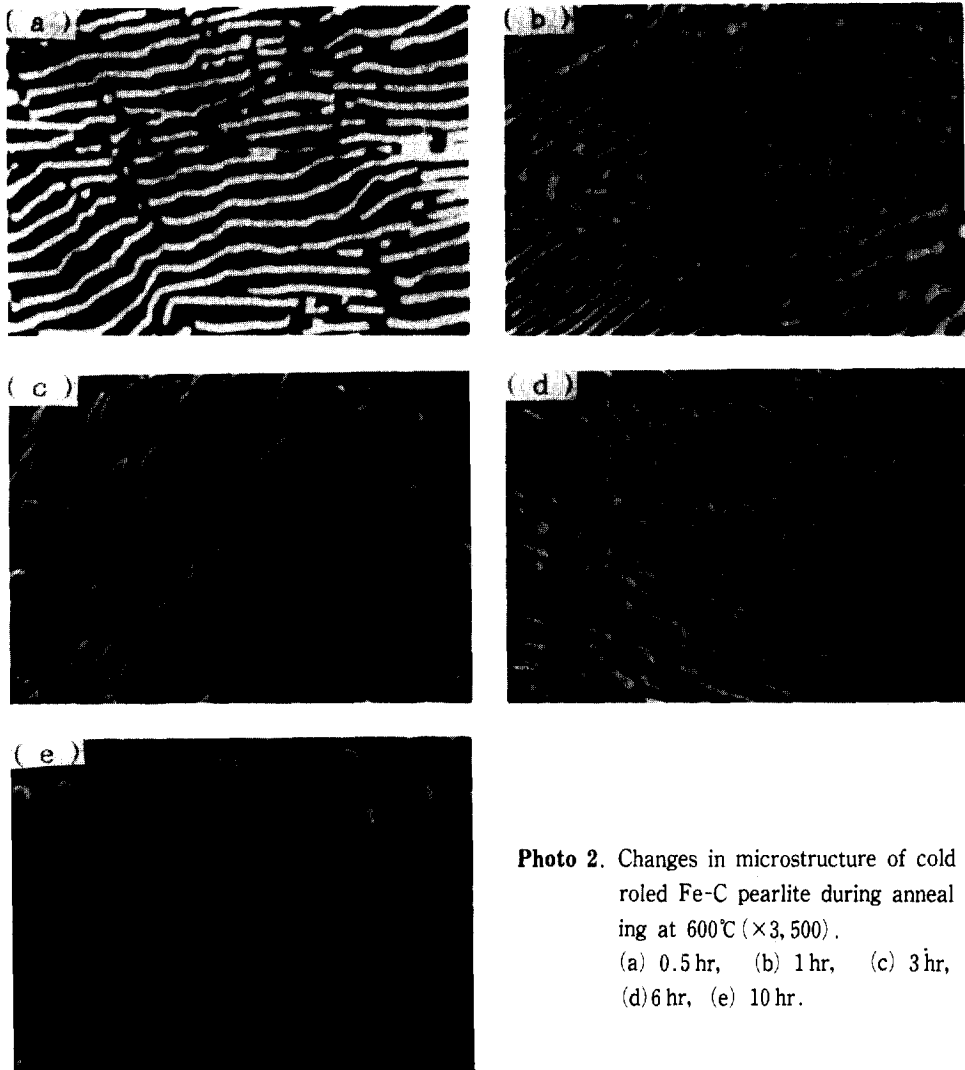 ( a )
( b )
( c )
( d )
( e )
Photo 2. Changes in microstructure of cold
roled Fe-C pearlite during anneal
ing at 600℃ (×3,500).
(a) 0.5 hr, (b) 1 hr, (c) 3 hr,
(d) 6 hr, (e) 10 hr.